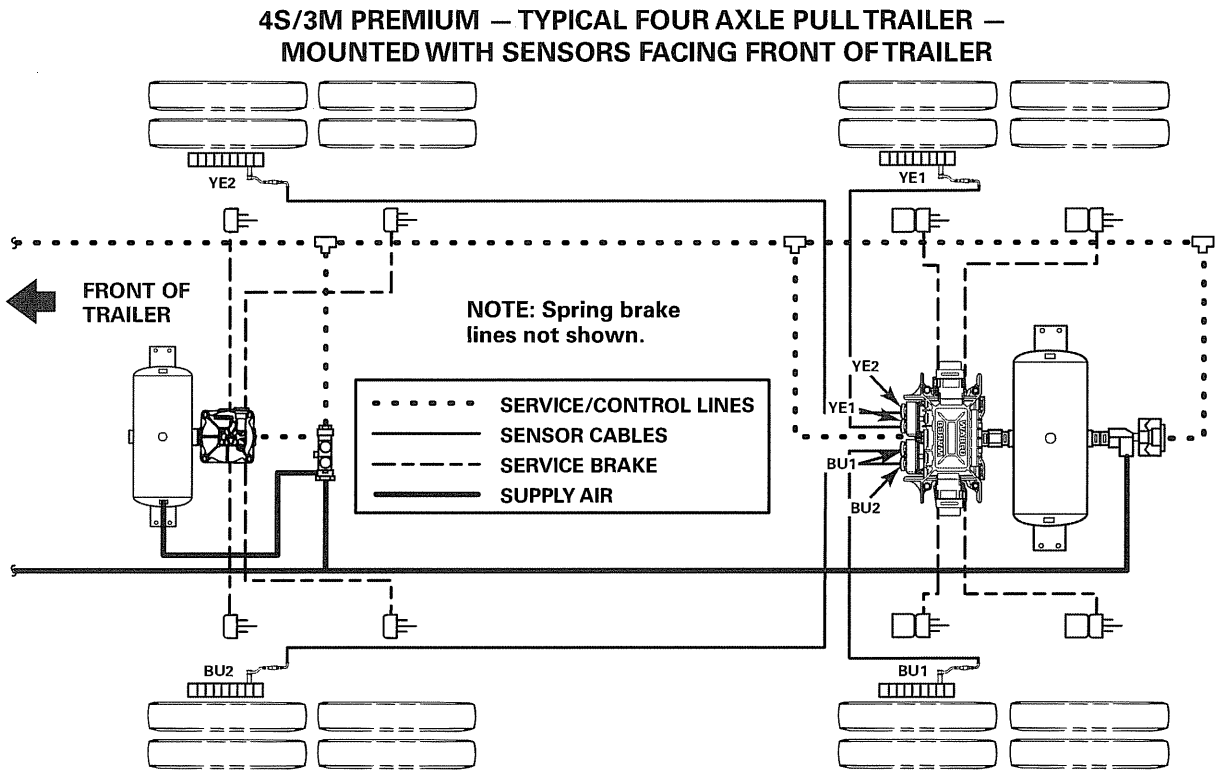 4S/3M PREMIUM — TYPICAL FOUR AXLE PULL TRAILER —
MOUNTED WITH SENSORS FACING FRONT OF TRAILER
YE2
YE1
FRONT OF
TRAILER
NOTE: Spring brake
lines not shown.
YE2
YE1
BU1
BU2
SERVICE/CONTROL LINES
SENSOR CABLES
SERVICE BRAKE
SUPPLY AIR
BU2
BU1